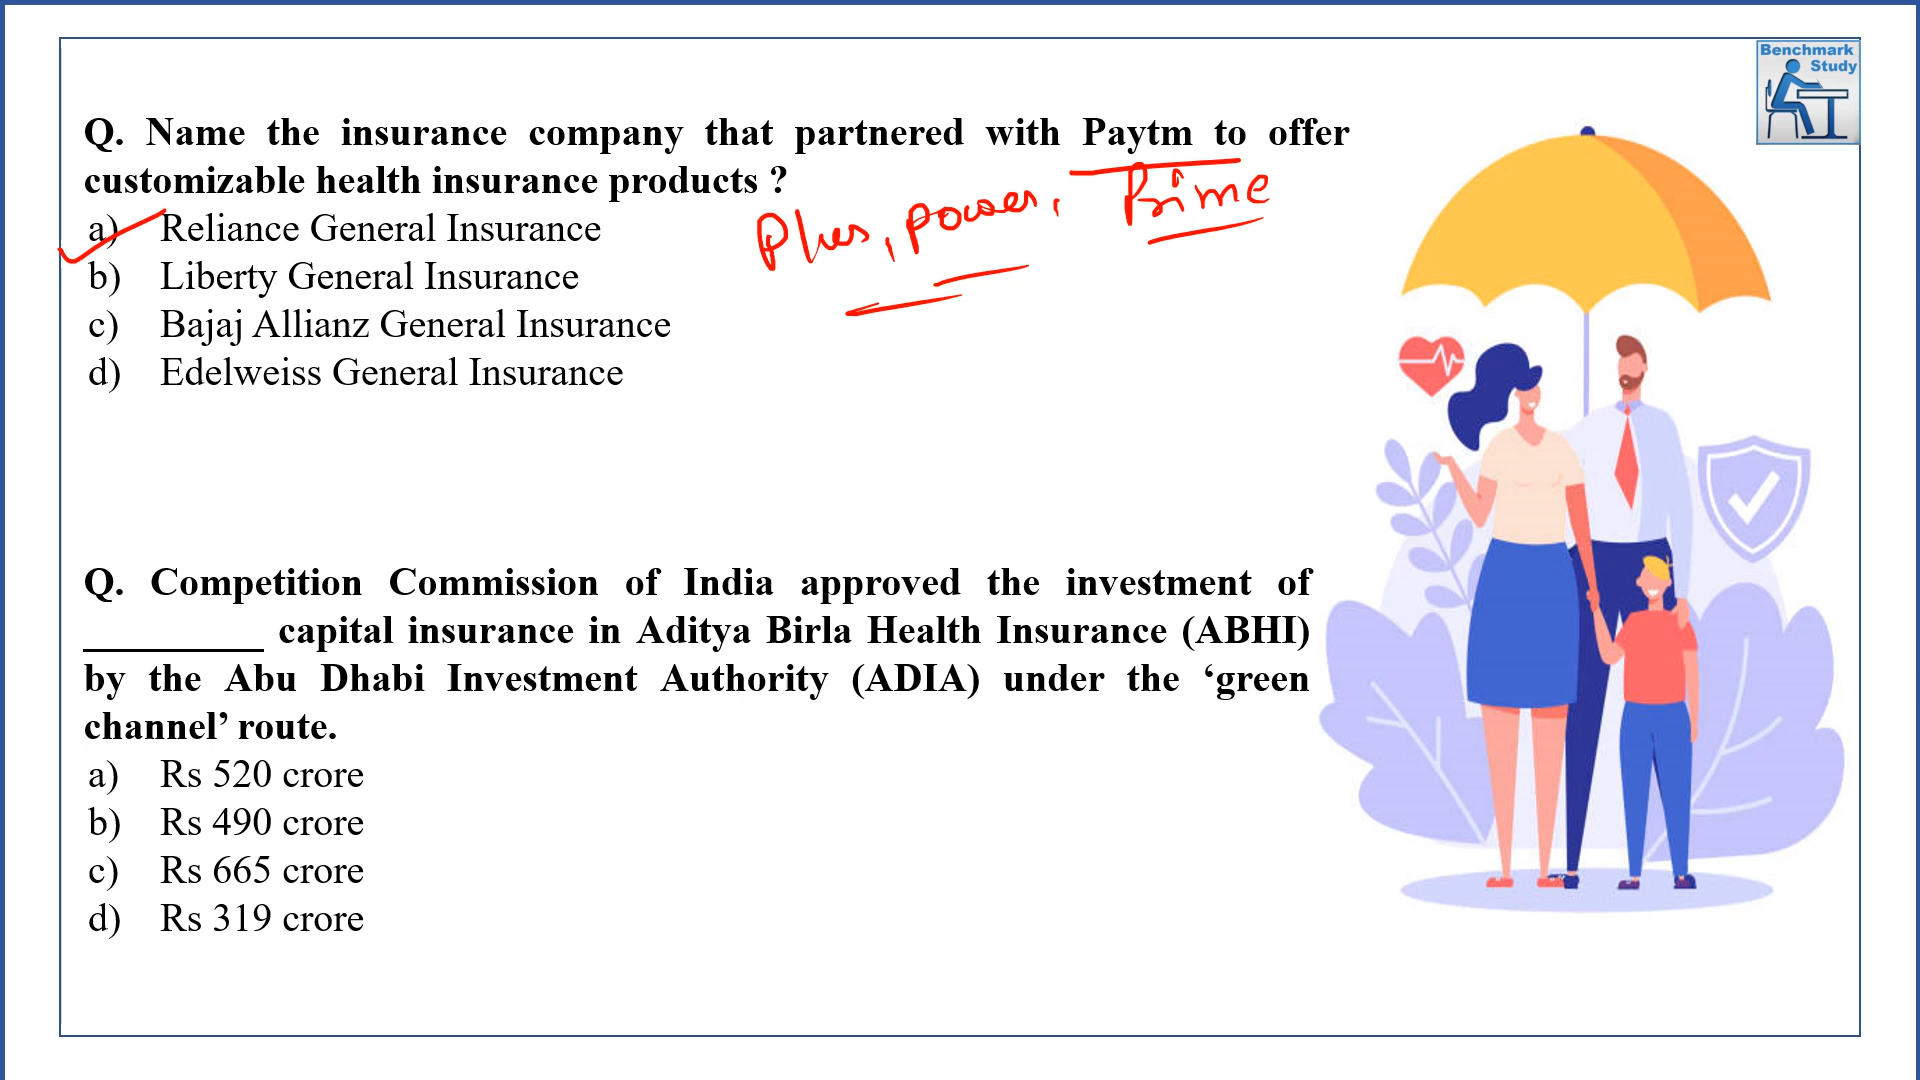 Benchmark
Study
Q. Name the insurance company that partnered with Paytm to offer
customizable health insurance products ?
Plus, power, Prime
a) Reliance General Insurance
b) Liberty General Insurance
c) Bajaj Allianz General Insurance
d) Edelweiss General Insurance
Q. Competition Commission of India approved the investment of
_________ capital insurance in Aditya Birla Health Insurance (ABHI)
by the Abu Dhabi Investment Authority (ADIA) under the ‘green
channel’ route.
a) Rs 520 crore
b) Rs 490 crore
c) Rs 665 crore
d) Rs 319 crore